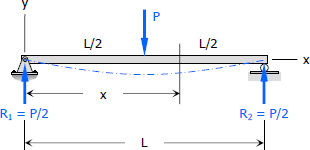 y
P
L/2
L/2
x
x
R₁ = P/2
R₂ = P/2
L